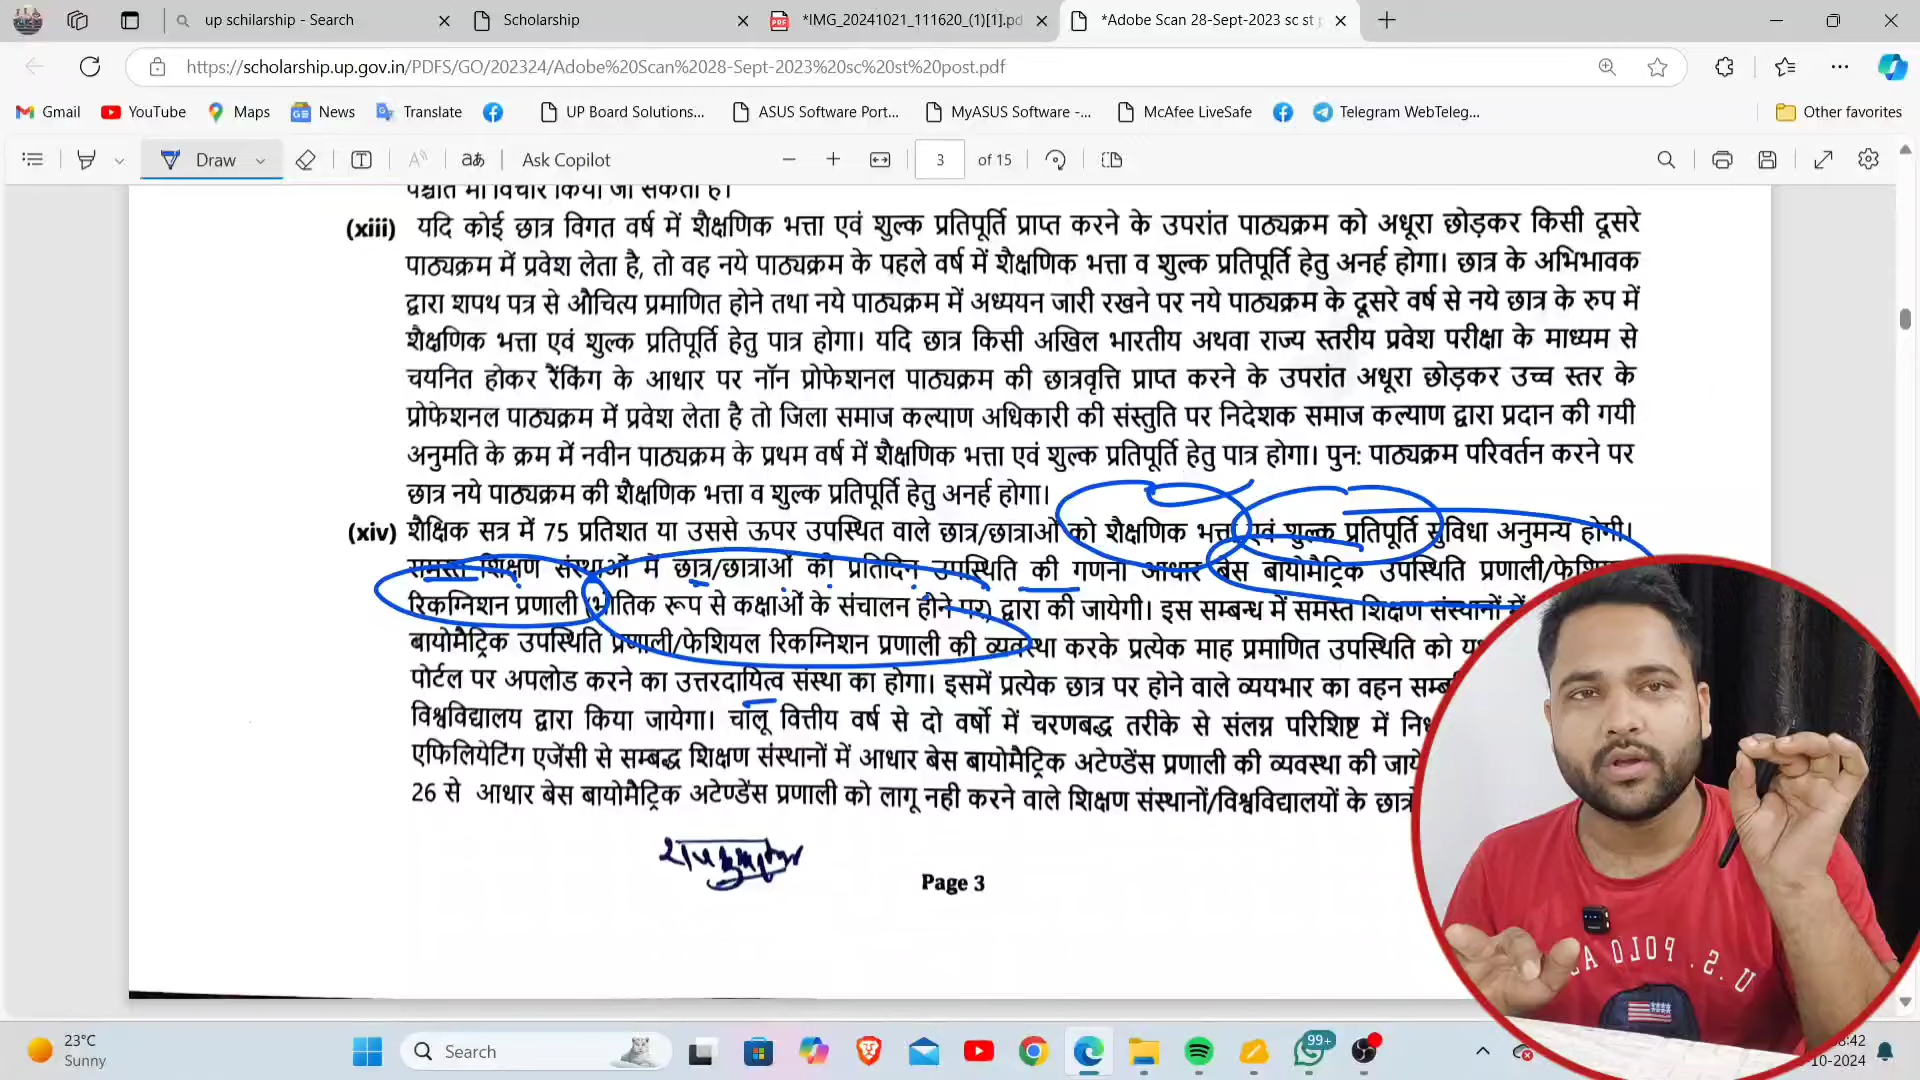 up schilarship - Search
Scholarship
*IMG_20241021_111620_(1)[1].pd
*Adobe Scan 28-Sept-2023 sc st p
https://scholarship.up.gov.in/PDFS/GO/202324/Adobe%20Scan%2028-Sept-2023%20sc%20st%20post.pdf
Gmail YouTube Maps News Translate UP Board Solutions... ASUS Software Port... MyASUS Software -... McAfee LiveSafe Telegram WebTeleg... Other favorites
Draw Ask Copilot 3 of 15
पश्चात भी विचार किया जा सकता है।
(xiii) यदि कोई छात्र विगत वर्ष में शैक्षणिक भत्ता एवं शुल्क प्रतिपूर्ति प्राप्त करने के उपरांत पाठ्यक्रम को अधूरा छोड़कर किसी दूसरे
पाठ्यक्रम में प्रवेश लेता है, तो वह नये पाठ्यक्रम के पहले वर्ष में शैक्षणिक भत्ता व शुल्क प्रतिपूर्ति हेतु अनर्ह होगा। छात्र के अभिभावक
द्वारा शपथ पत्र से औचित्य प्रमाणित होने तथा नये पाठ्यक्रम में अध्ययन जारी रखने पर नये पाठ्यक्रम के दूसरे वर्ष से नये छात्र के रुप में
शैक्षणिक भत्ता एवं शुल्क प्रतिपूर्ति हेतु पात्र होगा। यदि छात्र किसी अखिल भारतीय अथवा राज्य स्तरीय प्रवेश परीक्षा के माध्यम से
चयनित होकर रैंकिंग के आधार पर नॉन प्रोफेशनल पाठ्यक्रम की छात्रवृत्ति प्राप्त करने के उपरांत अधूरा छोड़कर उच्च स्तर के
प्रोफेशनल पाठ्यक्रम में प्रवेश लेता है तो जिला समाज कल्याण अधिकारी की संस्तुति पर निदेशक समाज कल्याण द्वारा प्रदान की गयी
अनुमति के क्रम में नवीन पाठ्यक्रम के प्रथम वर्ष में शैक्षणिक भत्ता एवं शुल्क प्रतिपूर्ति हेतु पात्र होगा। पुन: पाठ्यक्रम परिवर्तन करने पर
छात्र नये पाठ्यक्रम की शैक्षणिक भत्ता व शुल्क प्रतिपूर्ति हेतु अनर्ह होगा।
(xiv) शैक्षिक सत्र में 75 प्रतिशत या उससे ऊपर उपस्थित वाले छात्र/छात्राओं को शैक्षणिक भत्ता एवं शुल्क प्रतिपूर्ति सुविधा अनुमन्य होगी।
समस्त शिक्षण संस्थाओं में छात्र/छात्राओं की प्रतिदिन उपस्थिति की गणना आधार बेस बायोमैट्रिक उपस्थिति प्रणाली/फेशियल
रिकग्निशन प्रणाली (भौतिक रूप से कक्षाओं के संचालन होने पर) द्वारा की जायेगी। इस सम्बन्ध में समस्त शिक्षण संस्थानों में
बायोमैट्रिक उपस्थिति प्रणाली/फेशियल रिकग्निशन प्रणाली की व्यवस्था करके प्रत्येक माह प्रमाणित उपस्थिति को
पोर्टल पर अपलोड करने का उत्तरदायित्व संस्था का होगा। इसमें प्रत्येक छात्र पर होने वाले व्ययभार का वहन
विश्वविद्यालय द्वारा किया जायेगा। चालू वित्तीय वर्ष से दो वर्षो में चरणबद्ध तरीके से संलग्न परिशिष्ट में
एफिलियेटिंग एजेंसी से सम्बद्ध शिक्षण संस्थानों में आधार बेस बायोमैट्रिक अटेण्डेंस प्रणाली की व्यवस्था की
26 से आधार बेस बायोमैट्रिक अटेण्डेंस प्रणाली को लागू नही करने वाले शिक्षण संस्थानों/विश्वविद्यालयों के
Page 3
U.S. POLO
23°C
Sunny
Search
99+